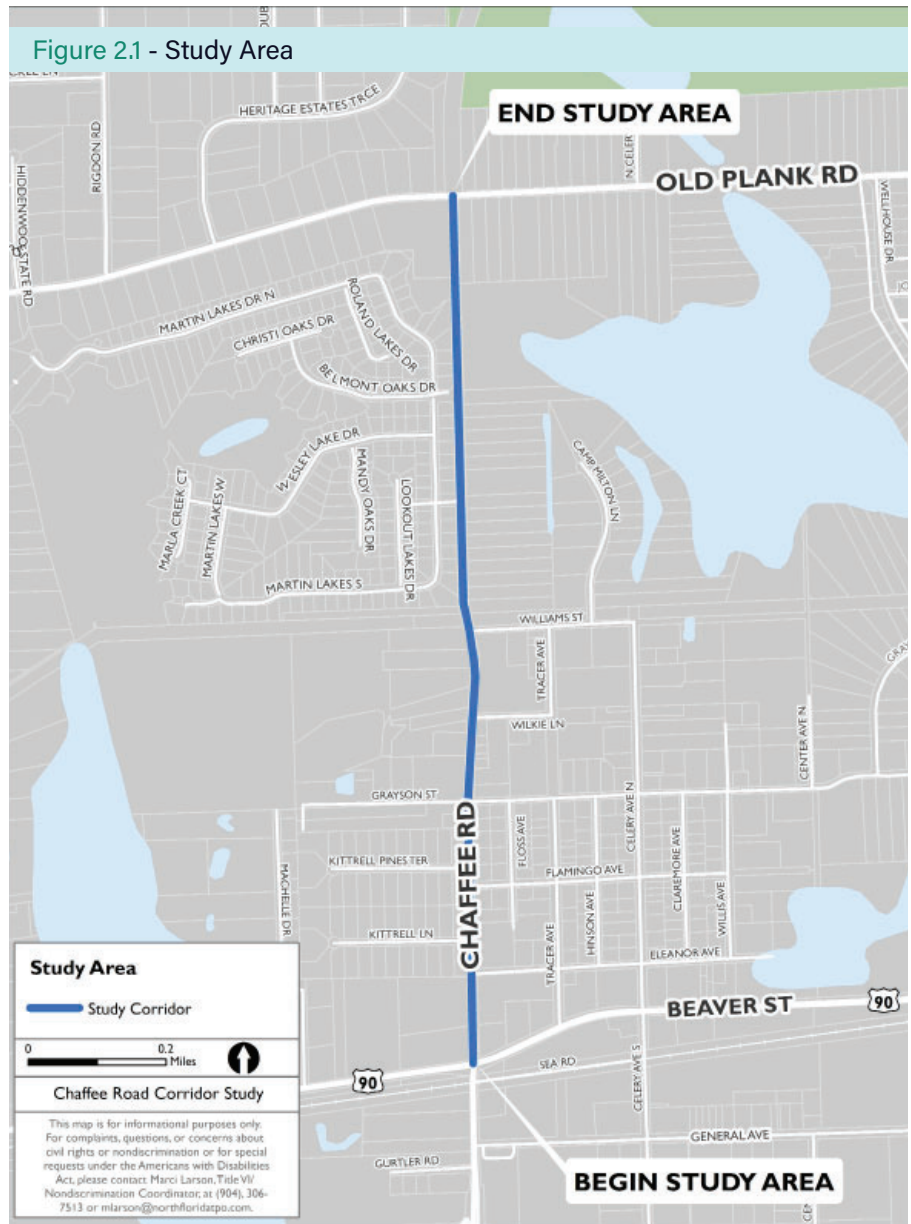 Figure 2.1 - Study Area
HERITAGE ESTATES TRCE
RIGDON RD
END STUDY AREA
N CELERY
OLD PLANK RD
HIDDENWOOD
STATE RD
WELLHOUSE DR
MARTIN LAKES DR N
CHRISTI OAKS DR
ROLAND LAKES DR
BELMONT OAKS DR
WESLEY LAKE DR
MANDY OAKS DR
LOOKOUT LAKES DR
MARLA CREEK CT
MARTIN LAKES W
MARTIN LAKES S
CAMP MILTON LN
WILLIAMS ST
TRACER AVE
WILKIE LN
CELERY AVE N
CENTER AVE N
GRAY
GRAYSON ST
CHAFFEE RD
FLOSS AVE
KITTRELL PINES TER
FLAMINGO AVE
MACHELLE DR
HINSON AVE
CLAREMORE AVE
WILLIS AVE
KITTRELL LN
TRACER AVE
ELEANOR AVE
BEAVER ST
90
90
SEA RD
CELERY AVE S
GENERAL AVE
GURTLER RD
CEN
BEGIN STUDY AREA
Study Area
Study Corridor
0 0.2
Miles
Chaffee Road Corridor Study
This map is for informational purposes only.
For complaints, questions, or concerns about
civil rights or nondiscrimination or for special
requests under the Americans with Disabilities
Act, please contact Marci Larson, Title VI/
Nondiscrimination Coordinator, at (904), 306-
7513 or mlarson@northfloridatpo.com.